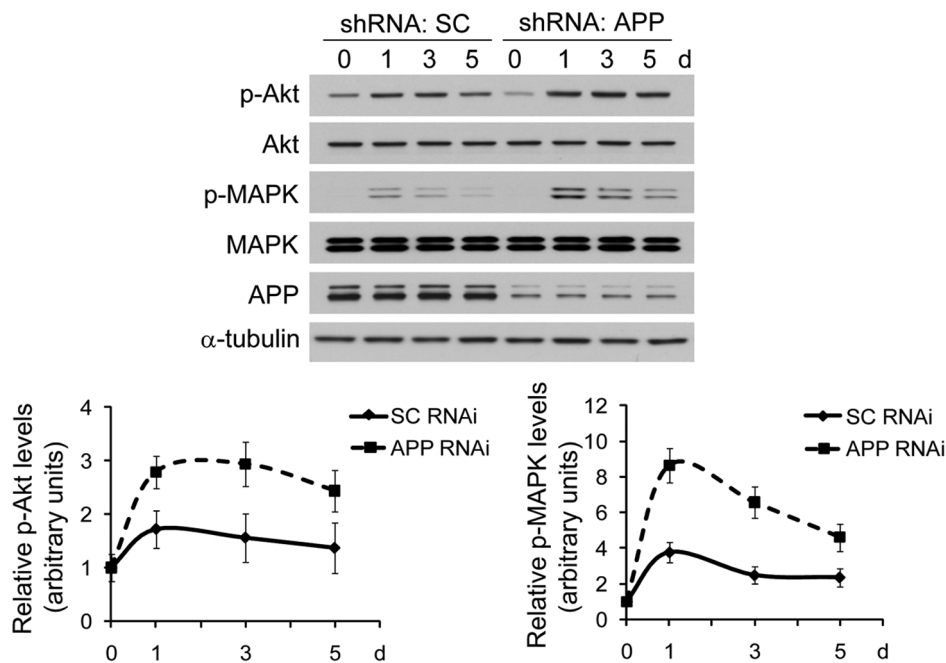 shRNA: SC shRNA: APP
0 1 3 5 0 1 3 5 d
p-Akt
Akt
p-MAPK
MAPK
APP
α-tubulin
Relative p-Akt levels
(arbitrary units)
4
3
2
1
0
0 1 3 5 d
SC RNAi
APP RNAi
Relative p-MAPK levels
(arbitrary units)
12
10
8
6
4
2
0
0 1 3 5 d
SC RNAi
APP RNAi